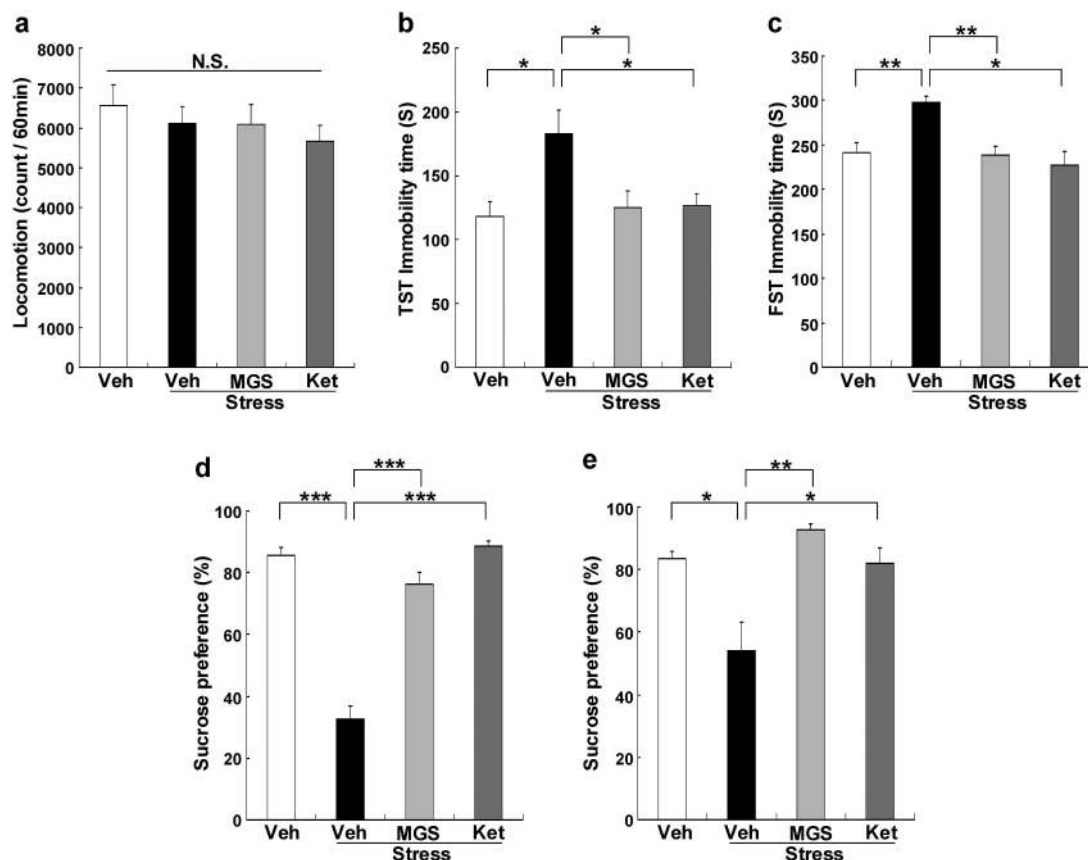 a
Locomotion (count / 60min)
8000
7000
6000
5000
4000
3000
2000
1000
0
N.S.
Veh Veh MGS Ket
Stress
b
TST Immobility time (S)
250
200
150
100
50
0
*
* *
Veh Veh MGS Ket
Stress
c
FST Immobility time (S)
350
300
250
200
150
100
50
0
**
** *
Veh Veh MGS Ket
Stress
d
Sucrose preference (%)
100
80
60
40
20
0
***
*** ***
Veh Veh MGS Ket
Stress
e
Sucrose preference (%)
100
80
60
40
20
0
**
* *
Veh Veh MGS Ket
Stress